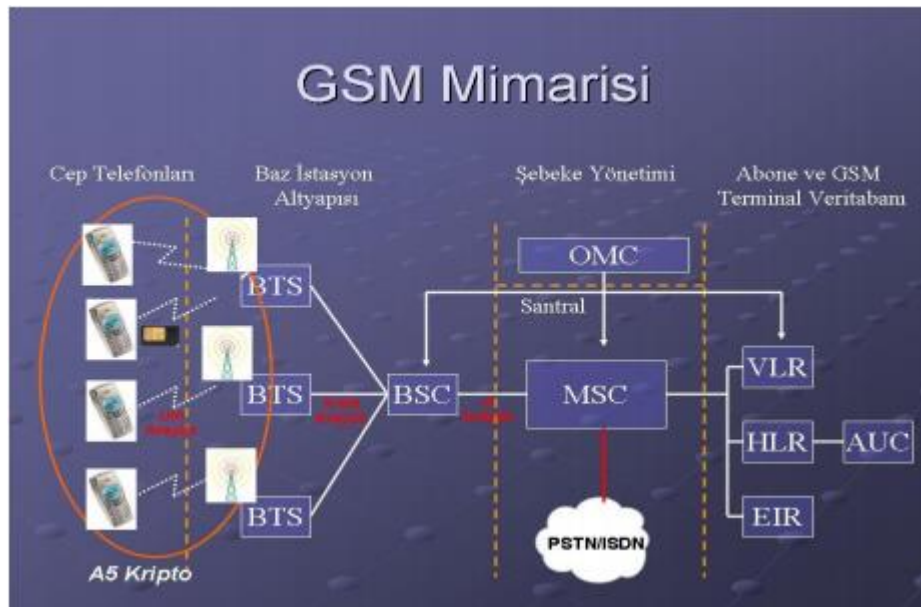 GSM Mimarisi
Cep Telefonları
Baz İstasyon
Altyapısı
Şebeke Yönetimi
Abone ve GSM
Terminal Veritabanı
OMC
BTS
Santral
VLR
BTS
BSC
MSC
HLR
AUC
BTS
EIR
PSTN/ISDN
A5 Kripto